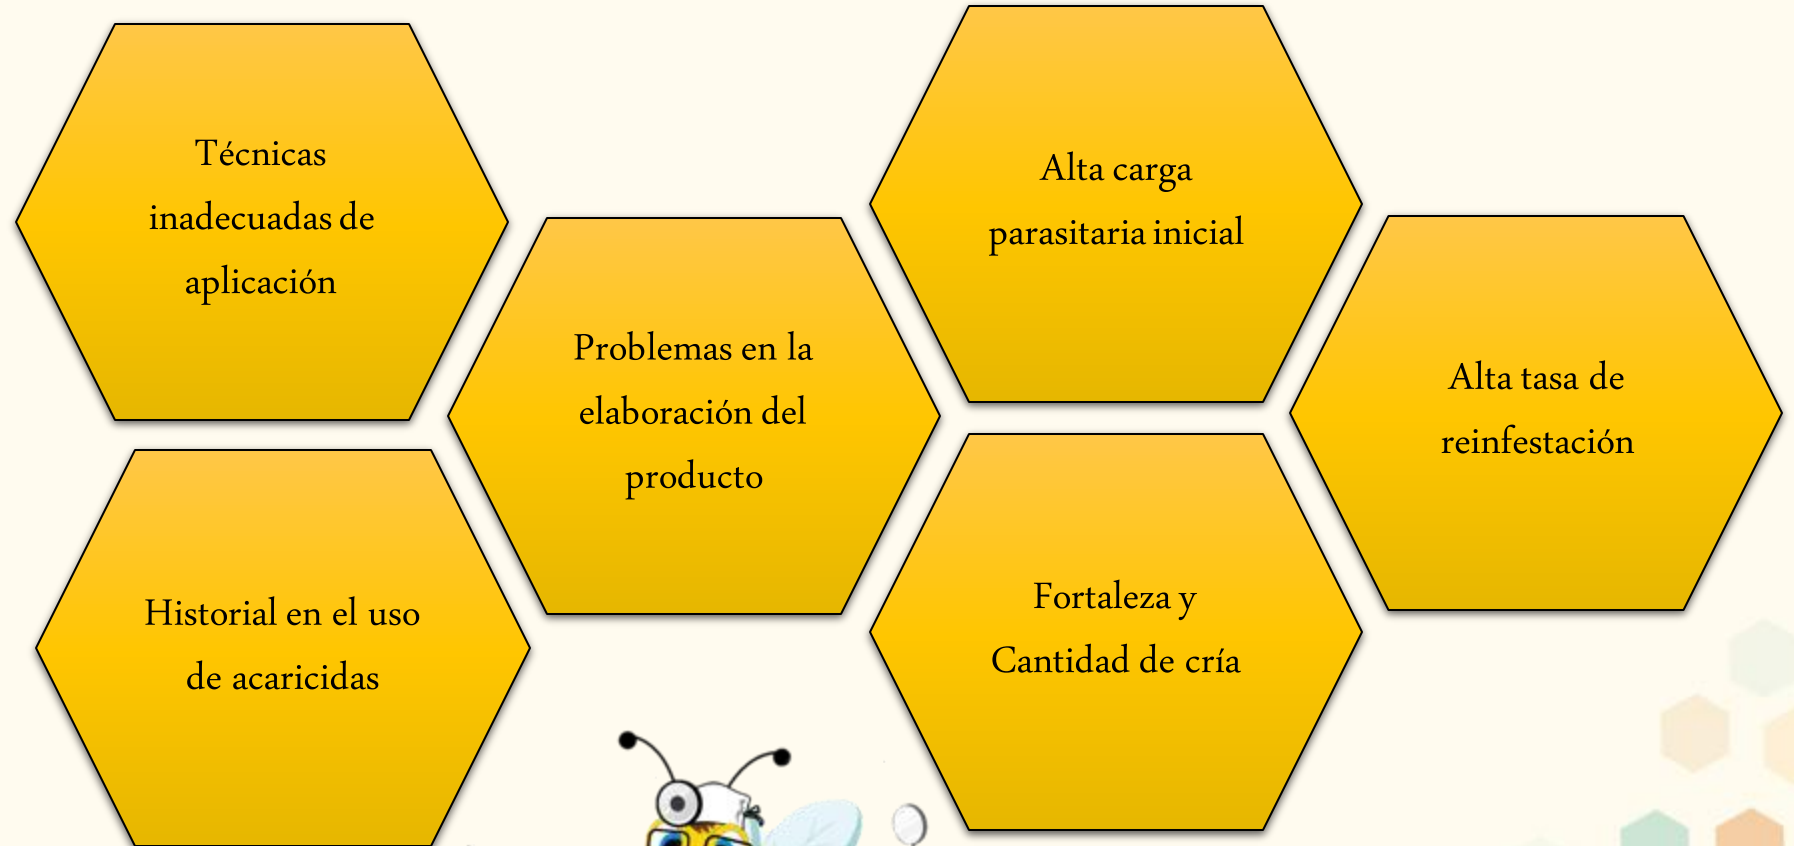 Técnicas
inadecuadas de
aplicación
Historial en el uso
de acaricidas
Problemas en la
elaboración del
producto
Alta carga
parasitaria inicial
Fortaleza y
Cantidad de cría
Alta tasa de
reinfestación